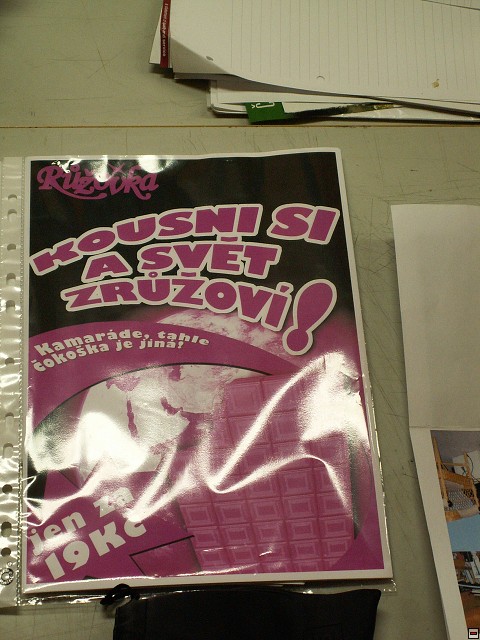 Růžovka
KOUSNI SI
A SVĚT
ZRŮŽOVÍ!
Kamaráde, tahle
čokoška je jiná!
jen za
19Kč